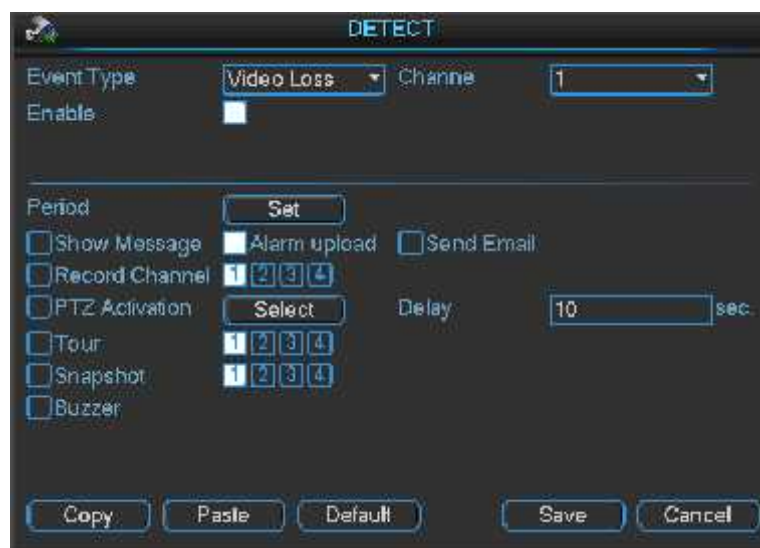 DETECT
Event Type Video Loss Channe 1
Enable
Period Set
Show Message Alarm upload Send Email
Record Channel 1 2 3 4
PTZ Activation Select Delay 10 sec.
Tour 1 2 3 4
Snapshot 1 2 3 4
Buzzer
Copy Paste Default Save Cancel